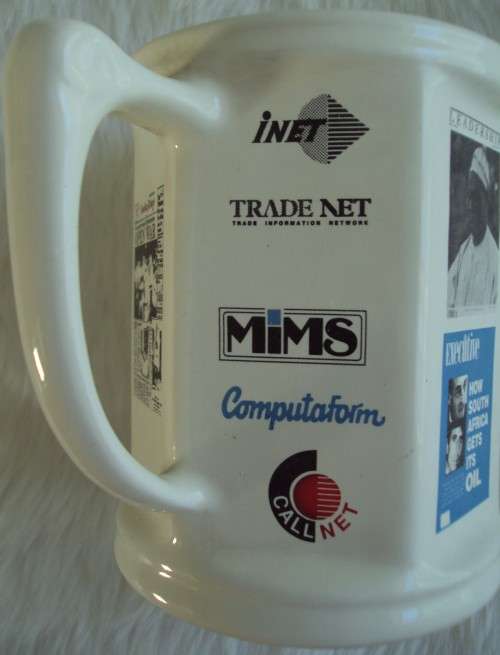 iNET
TRADE NET
TRADE INFORMATION NETWORK
MiMS
Computaform
CALL NET
LEADERSHI
executive
HOW
SOUTH
AFRICA
GETS
ITS
OIL